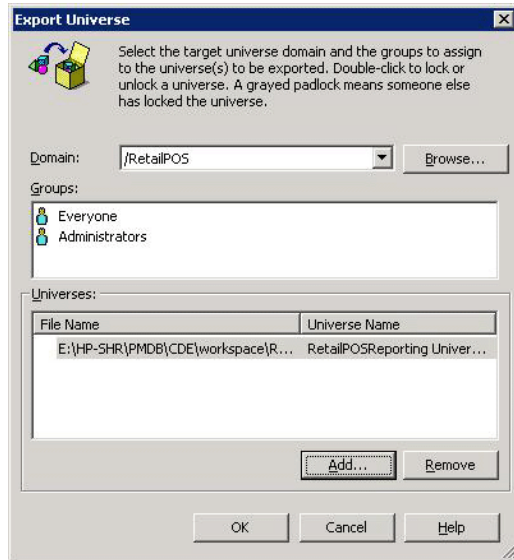 Export Universe
Select the target universe domain and the groups to assign
to the universe(s) to be exported. Double-click to lock or
unlock a universe. A grayed padlock means someone else
has locked the universe.
Domain: /RetailPOS Browse...
Groups:
Everyone
Administrators
Universes:
File Name Universe Name
E:\HP-SHR\PMDB\CDE\workspace\R... RetailPOSReporting Univer...
Add... Remove
OK Cancel Help